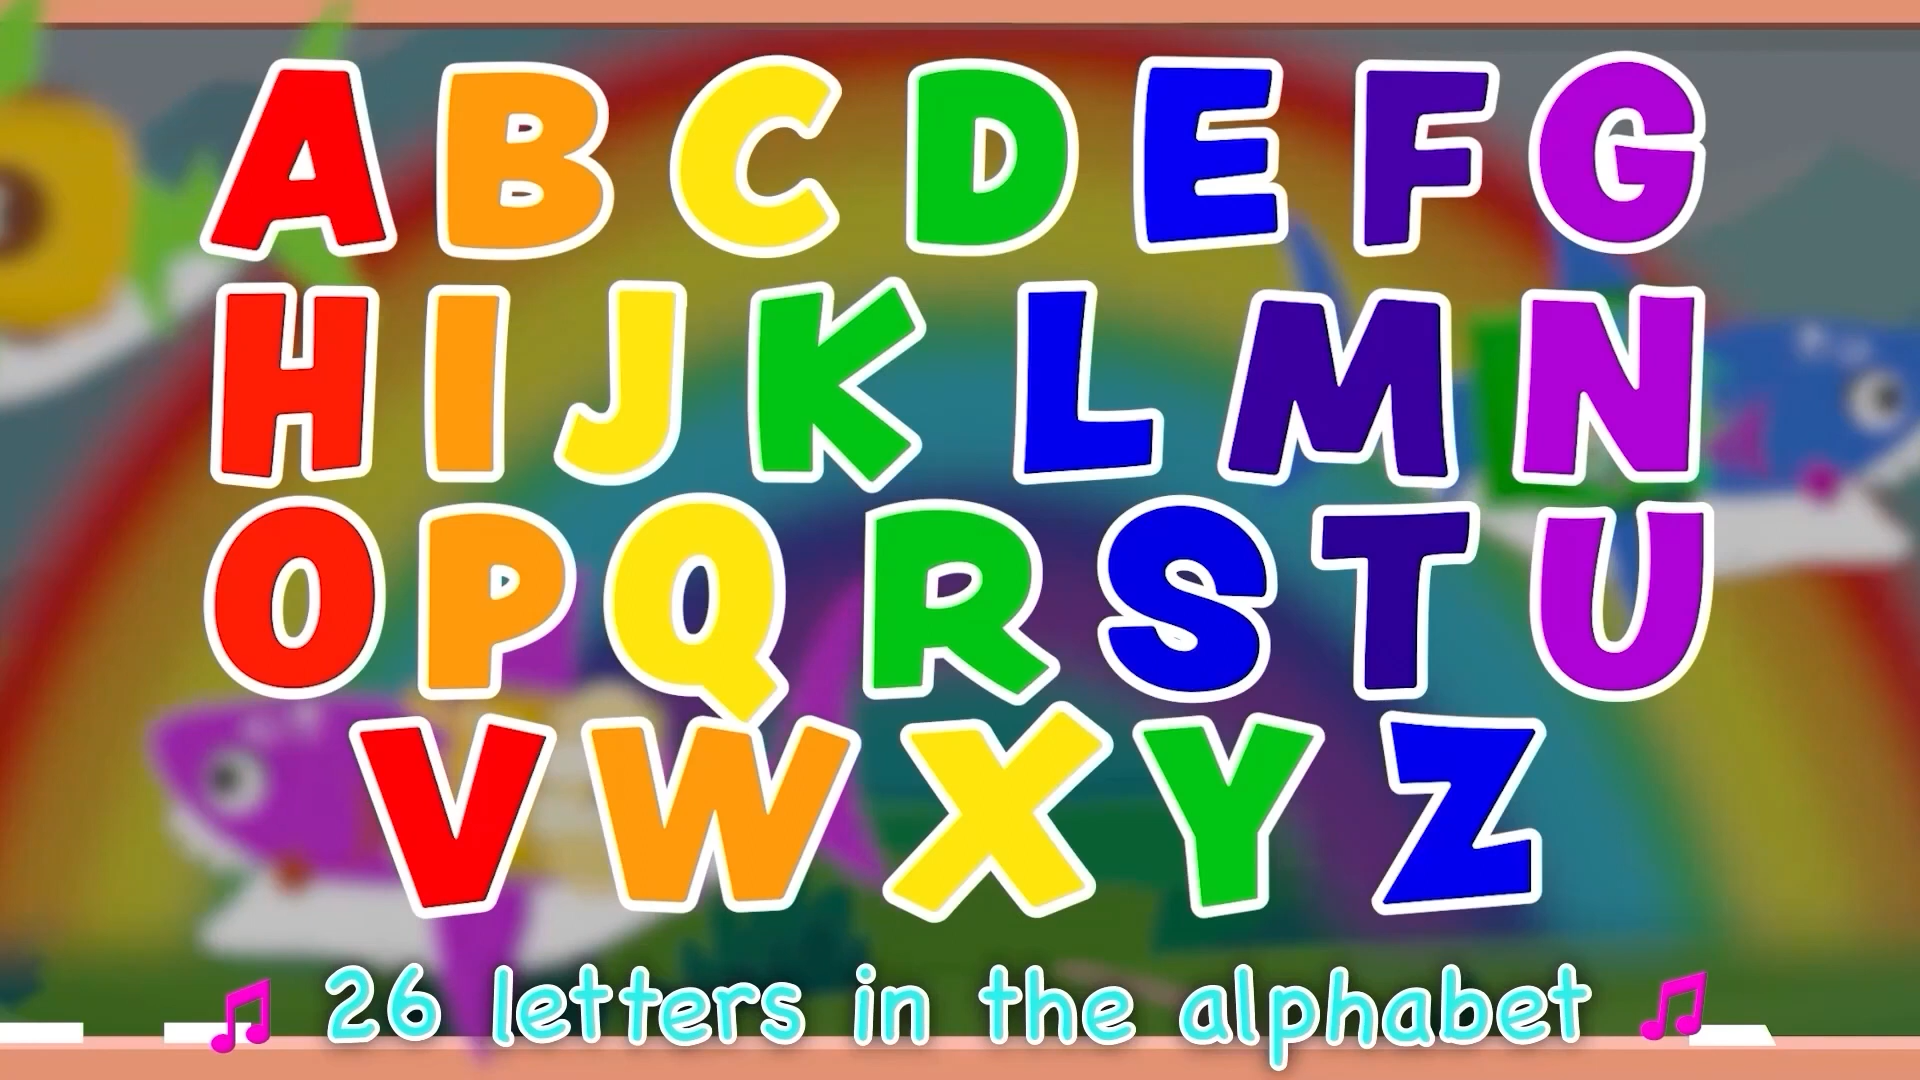 A B C D E F G
H I J K L M N
O P Q R S T U
V W X Y Z
26 letters in the alphabet